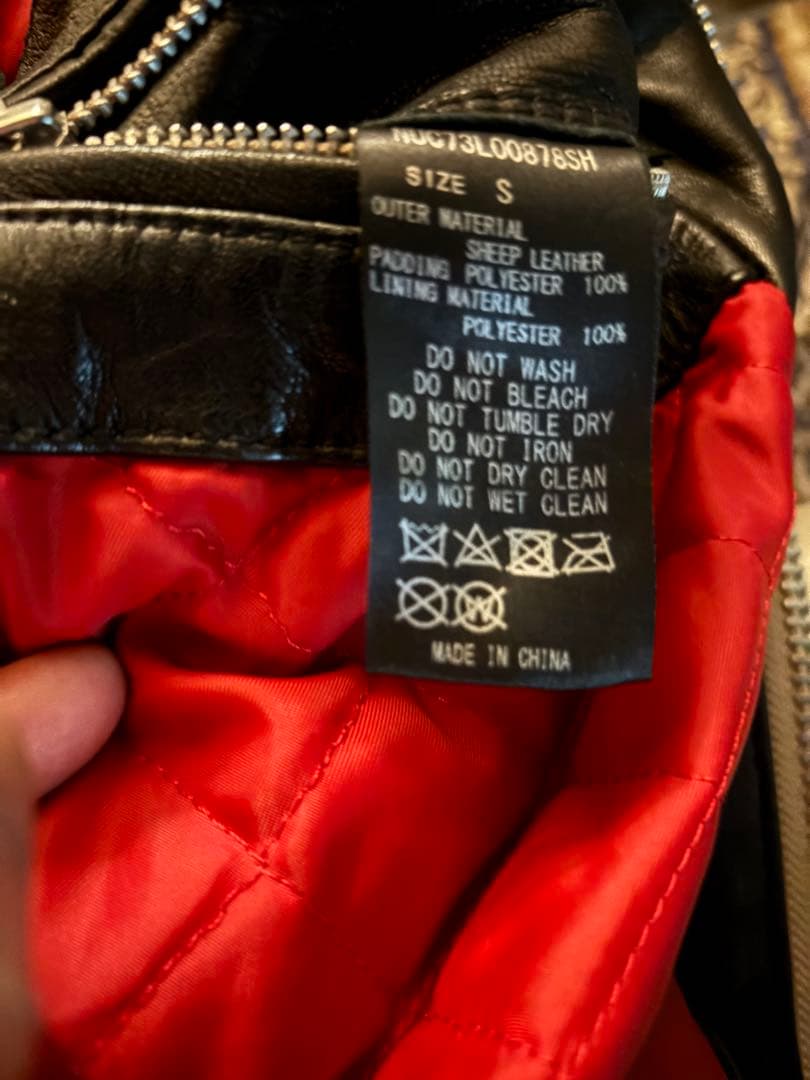 NUC73L00878SH
SIZE S
OUTER MATERIAL
SHEEP LEATHER
PADDING POLYESTER 100%
LINING MATERIAL
POLYESTER 100%
DO NOT WASH
DO NOT BLEACH
DO NOT TUMBLE DRY
DO NOT IRON
DO NOT DRY CLEAN
DO NOT WET CLEAN
W
MADE IN CHINA